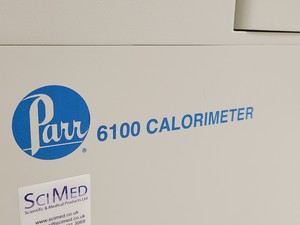 Parr ® 6100 CALORIMETER
SCIMED
Scientific & Medical Products Ltd
www.scimed.co.uk